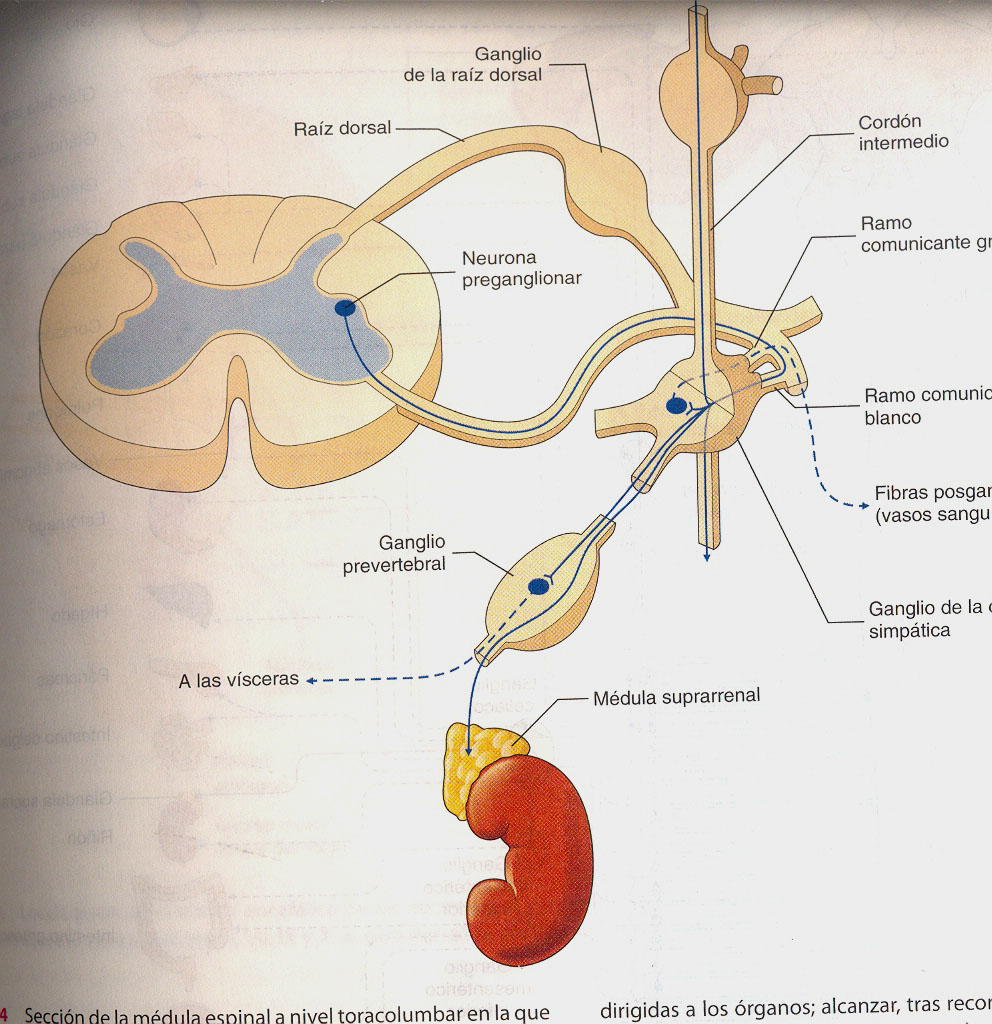 Ganglio
de la raíz dorsal
Raíz dorsal
Cordón
intermedio
Ramo
comunicante gr
Neurona
preganglionar
Ramo comunic
blanco
Fibras posgan
(vasos sangu
Ganglio
prevertebral
Ganglio de la c
simpática
A las vísceras
Médula suprarrenal
4 Sección de la médula espinal a nivel toracolumbar en la que
dirigidas a los órganos; alcanzar, tras recor